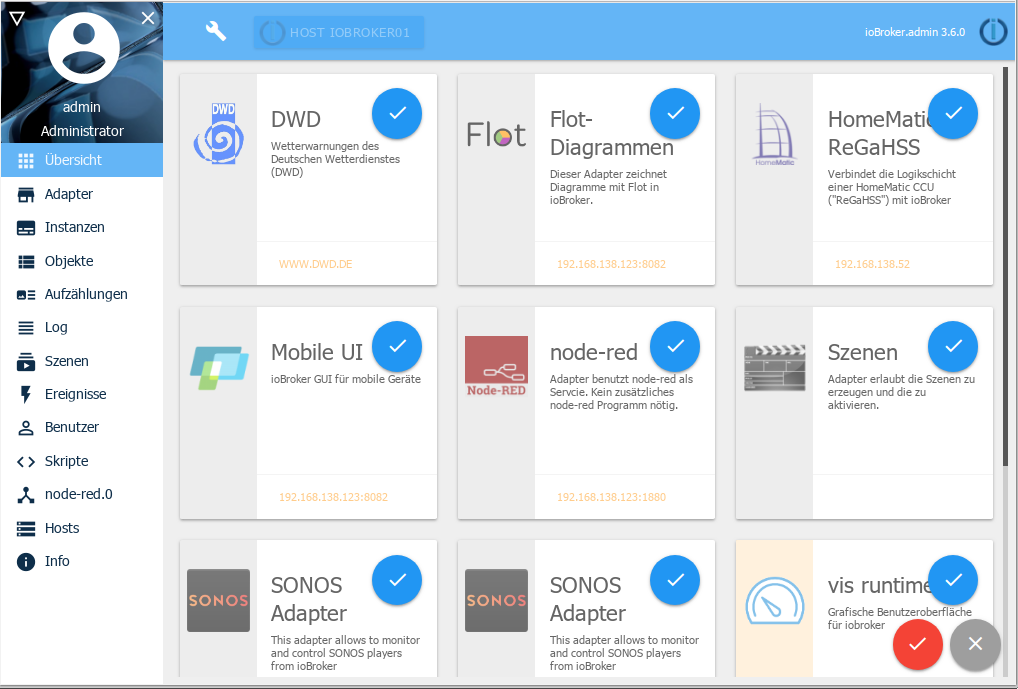 admin
Administrator
Übersicht
Adapter
Instanzen
Objekte
Aufzählungen
Log
Szenen
Ereignisse
Benutzer
Skripte
node-red.0
Hosts
Info
HOST IOBROKER01
ioBroker.admin 3.6.0
DWD
DWD
Wetterwarnungen des
Deutschen Wetterdienstes
(DWD)
WWW.DWD.DE
Flot
Flot-
Diagrammen
Dieser Adapter zeichnet
Diagramme mit Flot in
ioBroker.
192.168.138.123:8082
HomeMatic
HomeMatic
ReGaHSS
Verbindet die Logikschicht
einer HomeMatic CCU
("ReGaHSS") mit ioBroker
192.168.138.52
Mobile UI
ioBroker GUI für mobile Geräte
192.168.138.123:8082
Node-RED
node-red
Adapter benutzt node-red als
Servcie. Kein zusätzliches
node-red Programm nötig.
192.168.138.123:1880
Szenen
Adapter erlaubt die Szenen zu
erzeugen und die zu
aktivieren.
SONOS
SONOS
Adapter
This adapter allows to monitor
and control SONOS players
from ioBroker
SONOS
SONOS
Adapter
This adapter allows to monitor
and control SONOS players
from ioBroker
vis runtime
Grafische Benutzeroberfläche
für iobroker